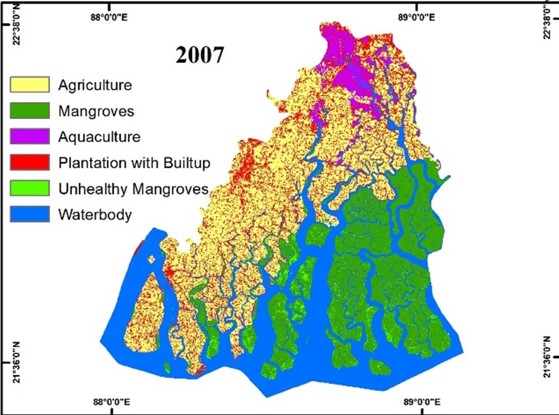 88°0'0"E 89°0'0"E
22°38'0"N 22°38'0"N
2007
Agriculture
Mangroves
Aquaculture
Plantation with Builtup
Unhealthy Mangroves
Waterbody
21°36'0"N 21°36'0"N
88°0'0"E 89°0'0"E